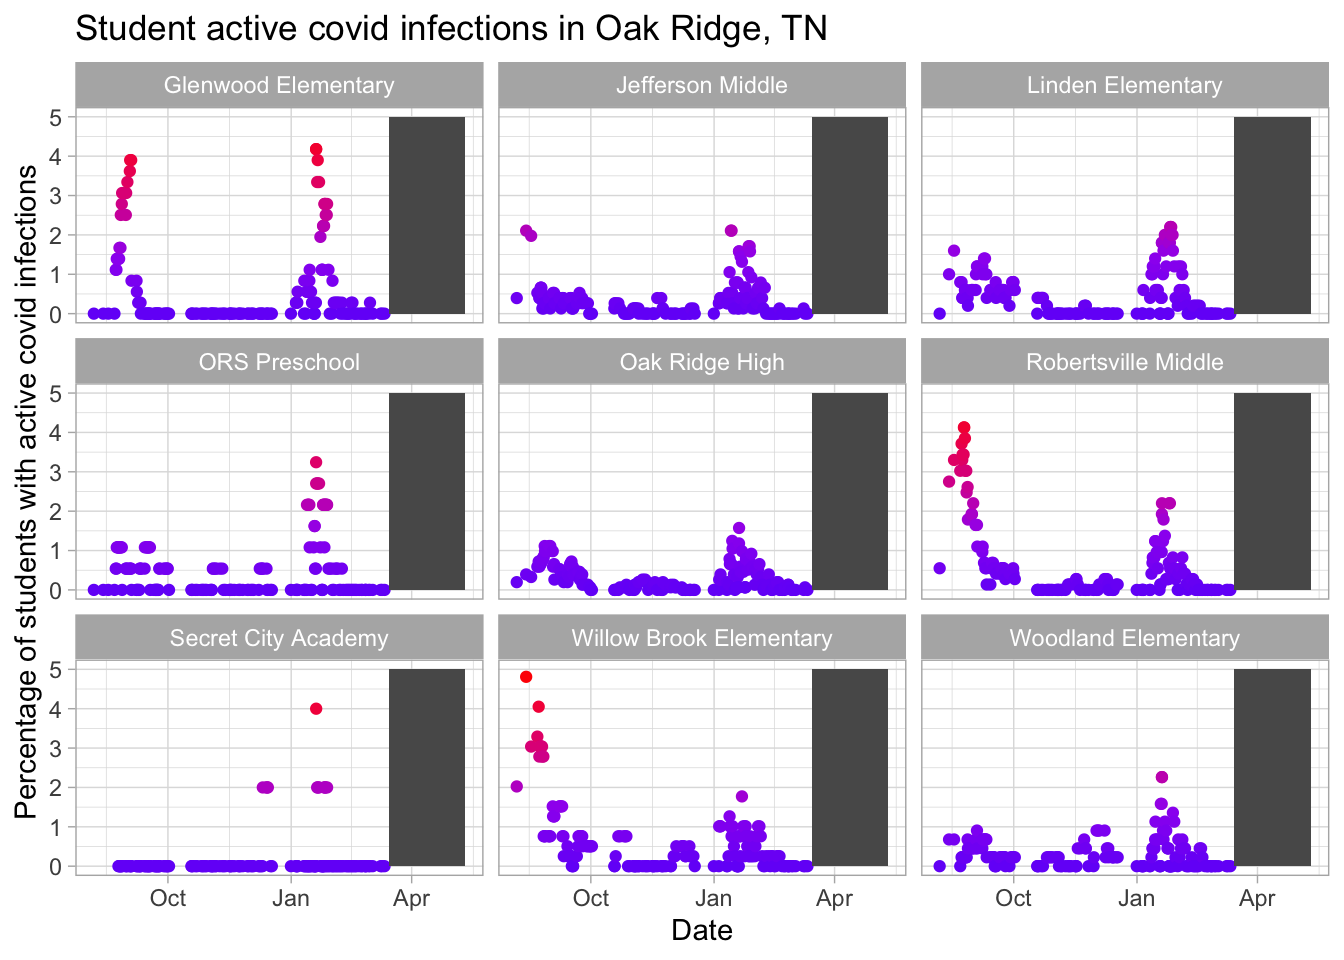 Student active covid infections in Oak Ridge, TN
Percentage of students with active covid infections
Glenwood Elementary
Jefferson Middle
Linden Elementary
5
4
3
2
1
0
ORS Preschool
Oak Ridge High
Robertsville Middle
5
4
3
2
1
0
Secret City Academy
Willow Brook Elementary
Woodland Elementary
5
4
3
2
1
0
Oct Jan Apr
Oct Jan Apr
Oct Jan Apr
Date